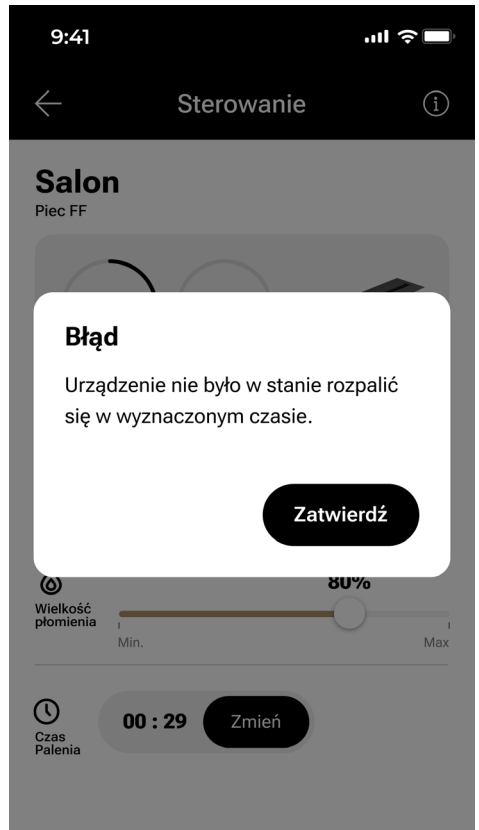 9:41
Sterowanie
Salon
Piec FF
Błąd
Urządzenie nie było w stanie rozpalić
się w wyznaczonym czasie.
Zatwierdź
80%
Wielkość
płomienia
Min.
Max
00 : 29
Zmień
Czas
Palenia